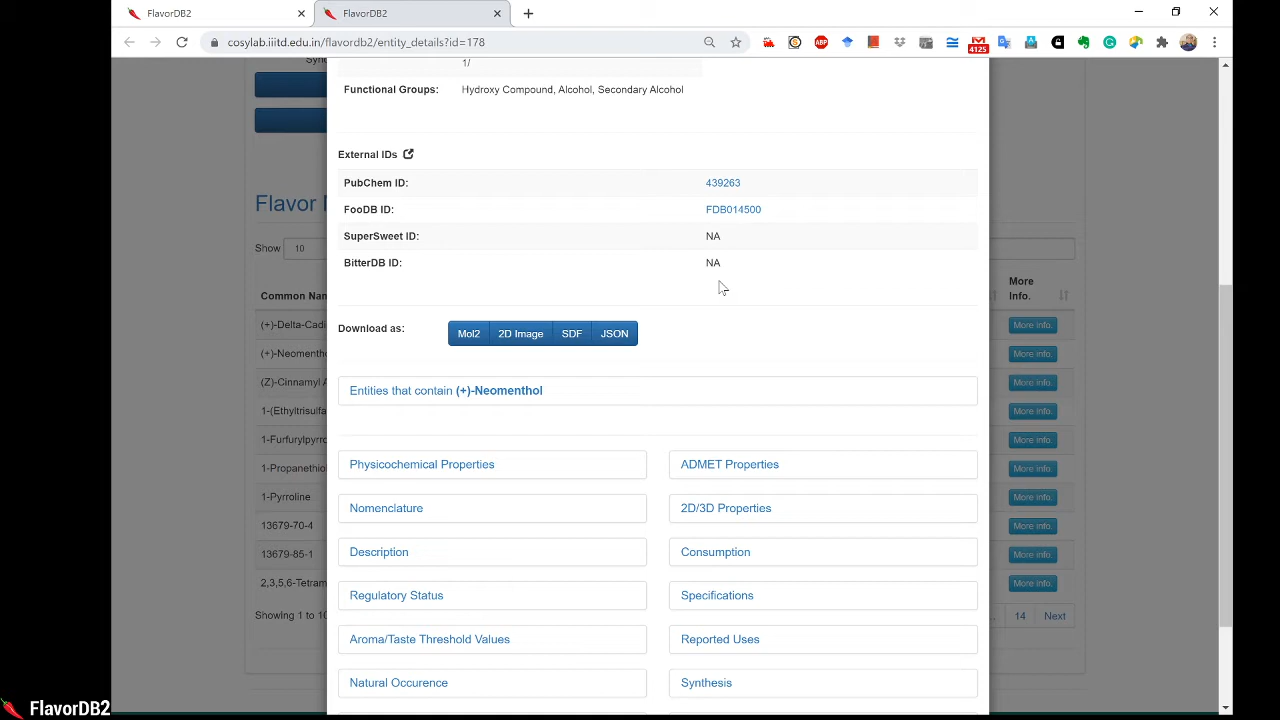 FlavorDB2
FlavorDB2
cosylab.iiitd.edu.in/flavordb2/entity_details?id=178
4125
1/
Functional Groups: Hydroxy Compound, Alcohol, Secondary Alcohol
External IDs
PubChem ID: 439263
FooDB ID: FDB014500
SuperSweet ID: NA
BitterDB ID: NA
Download as: Mol2 2D Image SDF JSON
Entities that contain (+)-Neomenthol
Physicochemical Properties ADMET Properties
Nomenclature 2D/3D Properties
Description Consumption
Regulatory Status Specifications
Aroma/Taste Threshold Values Reported Uses
Natural Occurence Synthesis
Flavor
Show 10
Common Nam More Info.
(+)-Delta-Cadi More Info.
(+)-Neomentho More Info.
(Z)-Cinnamyl A More Info.
1-(Ethyltrisulfa More Info.
1-Furfurylpyrro More Info.
1-Propanethio More Info.
1-Pyrroline More Info.
13679-70-4 More Info.
13679-85-1 More Info.
2,3,5,6-Tetram More Info.
Showing 1 to 10 14 Next
FlavorDB2